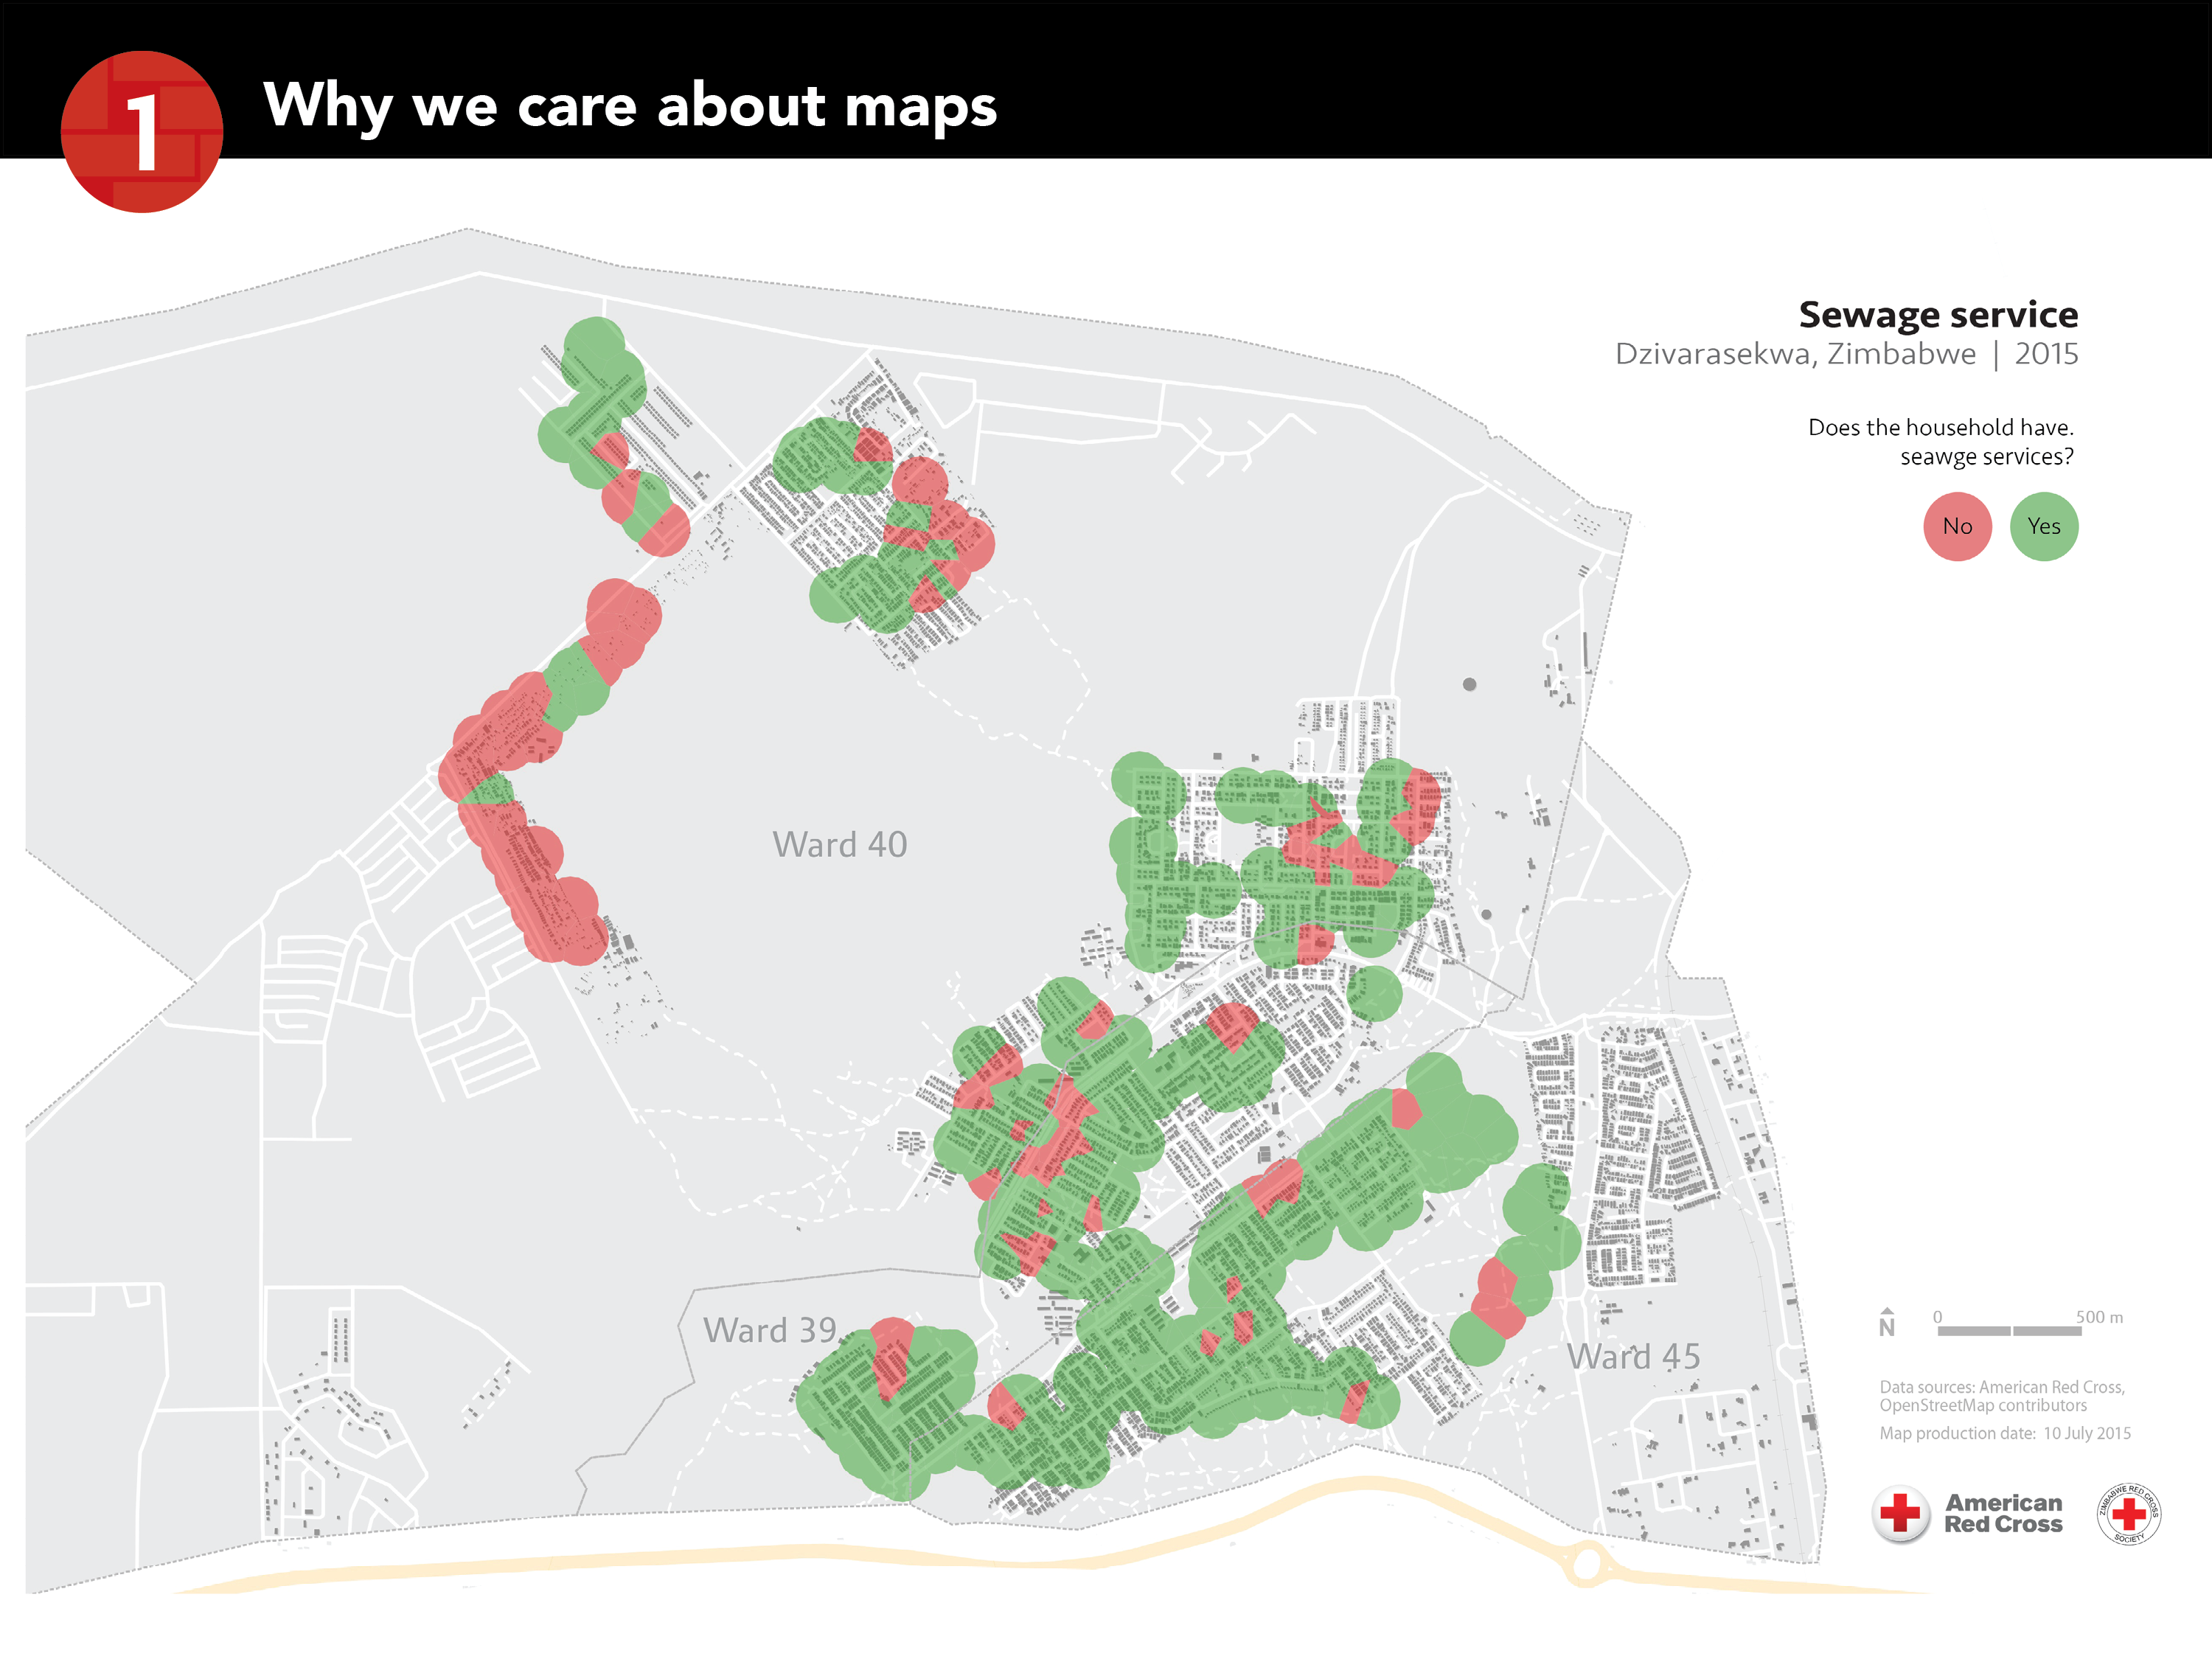 1
Why we care about maps
Sewage service
Dzivarasekwa, Zimbabwe | 2015
Does the household have.
seawge services?
No
Yes
Ward 40
Ward 39
Ward 45
0
500 m
N
Data sources: American Red Cross,
OpenStreetMap contributors
Map production date: 10 July 2015
American
Red Cross
ZIMBABWE RED CROSS
SOCIETY